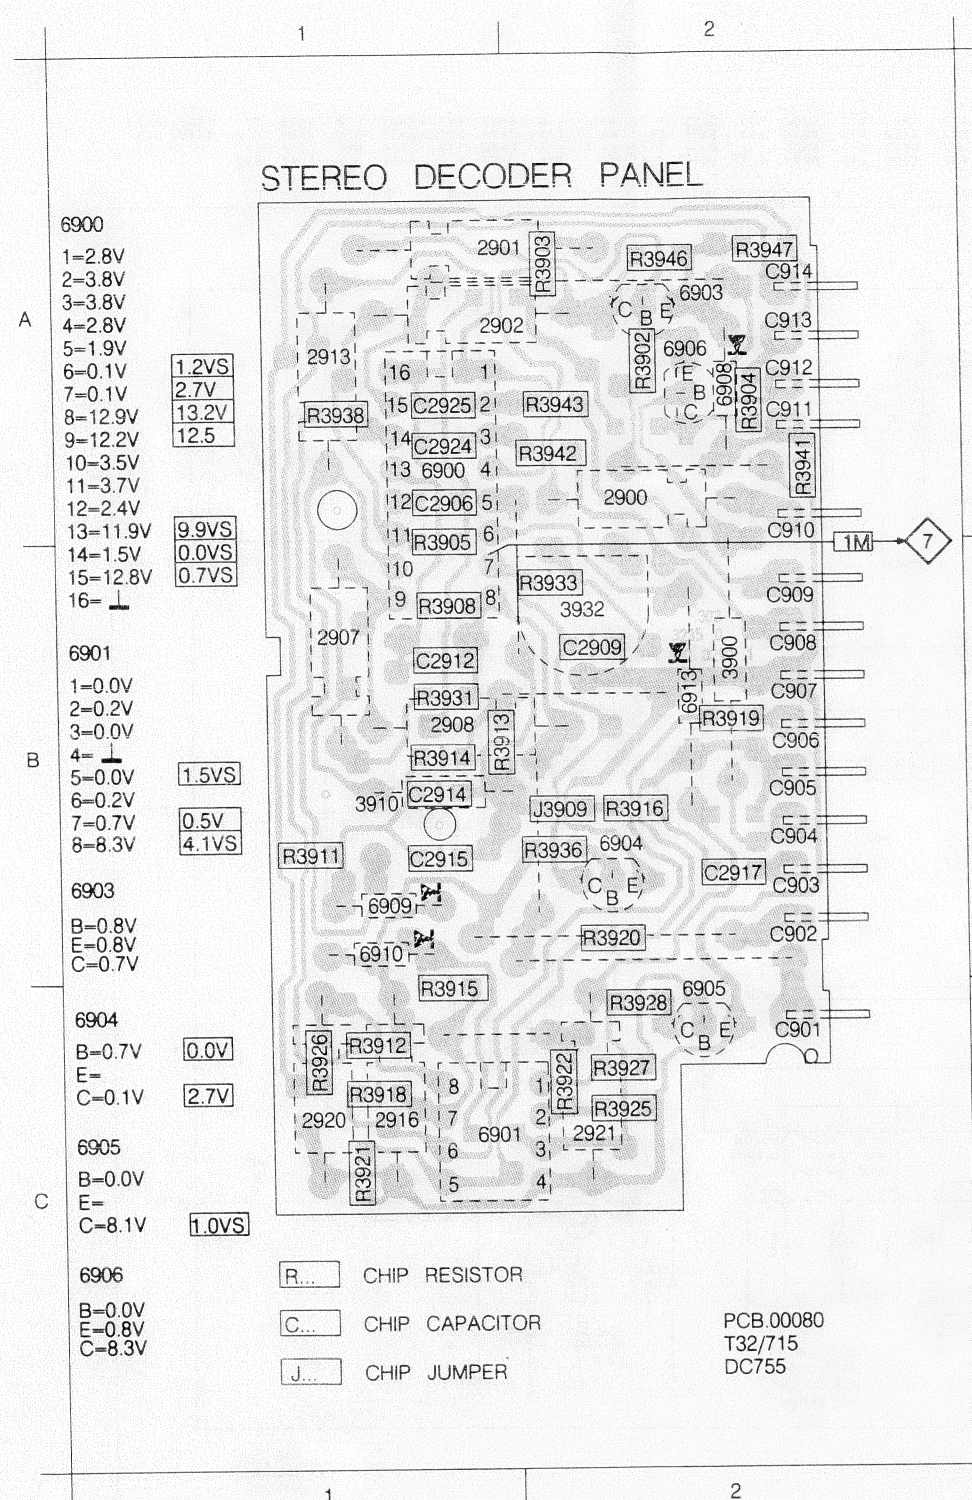 1 2
STEREO DECODER PANEL
A
B
C
6900
1=2.8V
2=3.8V
3=3.8V
4=2.8V
5=1.9V
6=0.1V 1.2VS
7=0.1V 2.7V
8=12.9V 13.2V
9=12.2V 12.5
10=3.5V
11=3.7V
12=2.4V
13=11.9V 9.9VS
14=1.5V 0.0VS
15=12.8V 0.7VS
16=
6901
1=0.0V
2=0.2V
3=0.0V
4=
5=0.0V 1.5VS
6=0.2V
7=0.7V 0.5V
8=8.3V 4.1VS
6903
B=0.8V
E=0.8V
C=0.7V
6904
B=0.7V 0.0V
E=
C=0.1V 2.7V
6905
B=0.0V
E=
C=8.1V 1.0VS
6906
B=0.0V
E=0.8V
C=8.3V
2901
R3903
R3946
R3947
C914
6903
C B E
2902
C913
2913
R3902
6906
E
B
C
6908
R3904
C912
16 1
15 C2925 2
R3943
C911
R3938
14 C2924 3
R3942
R3941
13 6900 4
12 C2906 5
2900
C910
11 R3905 6
1M 7
10 7
R3933
C909
9 R3908 8
3932
2907
C2909
C908
C2912
3900
C907
R3931
6913
2908
R3913
R3919
C906
R3914
C905
3910 C2914
J3909 R3916
C904
R3911
C2915
R3936
6904
C B E
C2917
C903
6909
C902
R3920
6910
R3915
R3928
6905
C B E
C901
R3926
R3912
R3922
R3927
R3918
8 1
R3925
2920 2916
7 2
6901
2921
R3921
6 3
5 4
R... CHIP RESISTOR
C... CHIP CAPACITOR
J... CHIP JUMPER
PCB.00080
T32/715
DC755
1 2